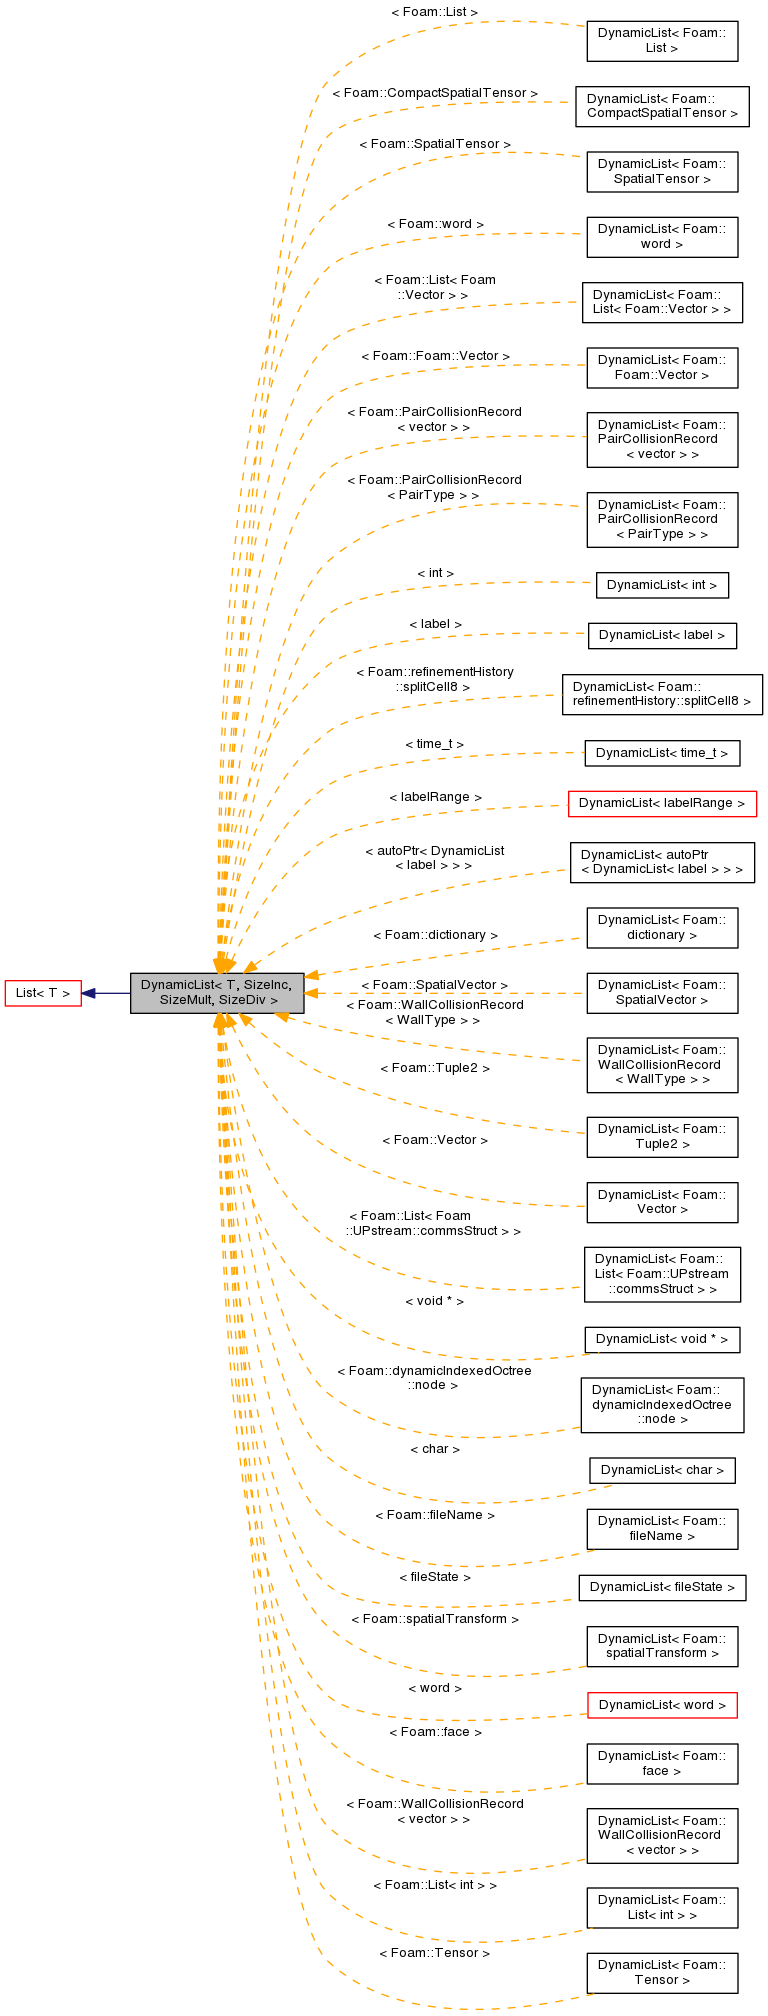 < Foam::List >
DynamicList< Foam::
List >
< Foam::CompactSpatialTensor >
DynamicList< Foam::
CompactSpatialTensor >
< Foam::SpatialTensor >
DynamicList< Foam::
SpatialTensor >
< Foam::word >
DynamicList< Foam::
word >
< Foam::List< Foam
::Vector > >
DynamicList< Foam::
List< Foam::Vector > >
< Foam::Foam::Vector >
DynamicList< Foam::
Foam::Vector >
< Foam::PairCollisionRecord
< vector > >
DynamicList< Foam::
PairCollisionRecord
< vector > >
< Foam::PairCollisionRecord
< PairType > >
DynamicList< Foam::
PairCollisionRecord
< PairType > >
< int >
DynamicList< int >
< label >
DynamicList< label >
< Foam::refinementHistory
::splitCell8 >
DynamicList< Foam::
refinementHistory::splitCell8 >
< time_t >
DynamicList< time_t >
< labelRange >
DynamicList< labelRange >
< autoPtr< DynamicList
< label > > >
DynamicList< autoPtr
< DynamicList< label > > >
< Foam::dictionary >
DynamicList< Foam::
dictionary >
List< T >
DynamicList< T, SizeInc,
SizeMult, SizeDiv >
< Foam::SpatialVector >
DynamicList< Foam::
SpatialVector >
< Foam::WallCollisionRecord
< WallType > >
DynamicList< Foam::
WallCollisionRecord
< WallType > >
< Foam::Tuple2 >
DynamicList< Foam::
Tuple2 >
< Foam::Vector >
DynamicList< Foam::
Vector >
< Foam::List< Foam
::UPstream::commsStruct > >
DynamicList< Foam::
List< Foam::UPstream
::commsStruct > >
< void * >
DynamicList< void * >
< Foam::dynamicIndexedOctree
::node >
DynamicList< Foam::
dynamicIndexedOctree
::node >
< char >
DynamicList< char >
< Foam::fileName >
DynamicList< Foam::
fileName >
< fileState >
DynamicList< fileState >
< Foam::spatialTransform >
DynamicList< Foam::
spatialTransform >
< word >
DynamicList< word >
< Foam::face >
DynamicList< Foam::
face >
< Foam::WallCollisionRecord
< vector > >
DynamicList< Foam::
WallCollisionRecord
< vector > >
< Foam::List< int > >
DynamicList< Foam::
List< int > >
< Foam::Tensor >
DynamicList< Foam::
Tensor >